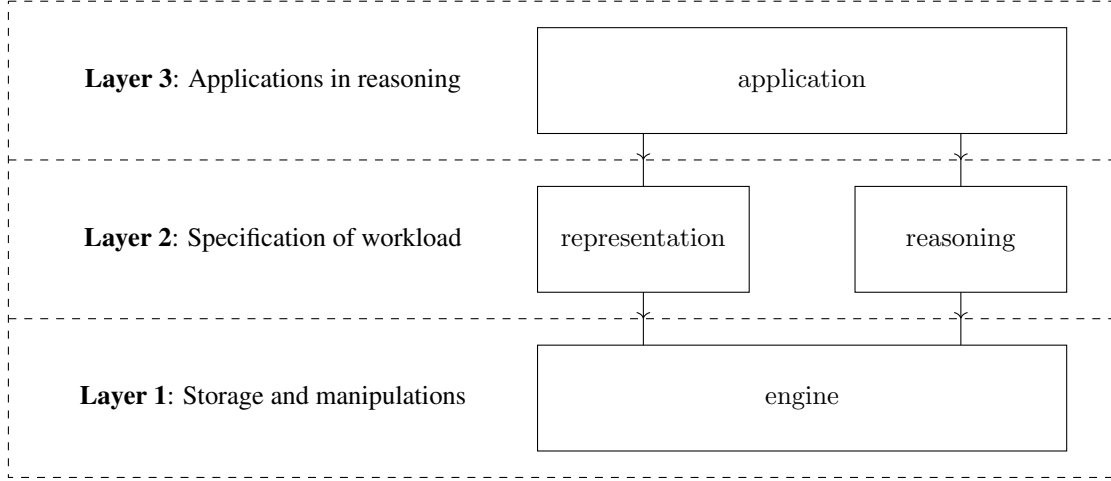 Layer 3: Applications in reasoning
application
Layer 2: Specification of workload
representation
reasoning
Layer 1: Storage and manipulations
engine